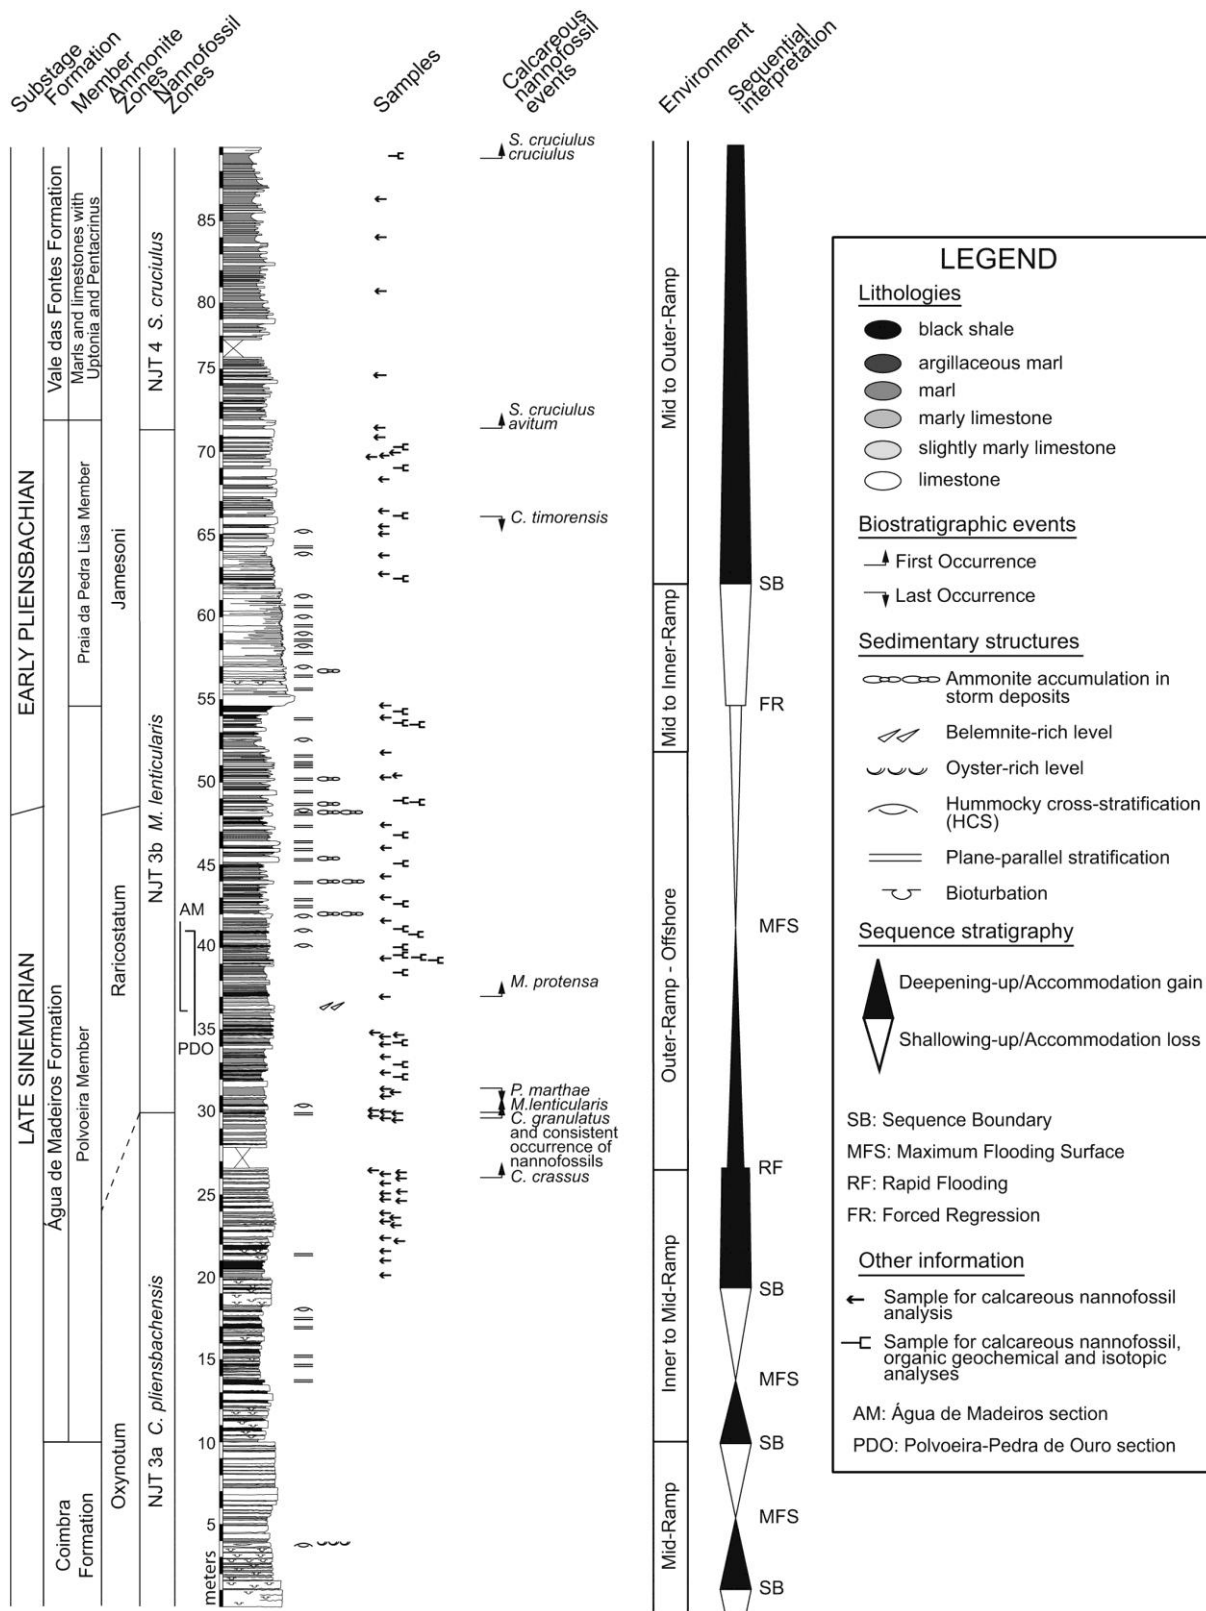 Substage
Formation
Member
Ammonite
Zones
Nannofossil
Zones
Samples
Calcareous
nannofossil
events
Environment
Sequential
interpretation
EARLY PLIENSBACHIAN
LATE SINEMURIAN
Vale das Fontes Formation
Água de Madeiros Formation
Coimbra
Formation
Marls and limestones with
Uptonia and Pentacrinus
Praia da Pedra Lisa Member
Polvoeira Member
Jamesoni
Raricostatum
Oxynotum
NJT 4 S. cruciulus
NJT 3b M. lenticularis
NJT 3a C. pliensbachensis
85
80
75
70
65
60
55
50
45
AM
40
35
PDO
30
25
20
15
10
5
meters
S. cruciulus
cruciulus
S. cruciulus
avitum
C. timorensis
M. protensa
P. marthae
M.lenticularis
C. granulatus
and consistent
occurrence of
nannofossils
C. crassus
Mid to Outer-Ramp
Mid to Inner-Ramp
Outer-Ramp - Offshore
Inner to Mid-Ramp
Mid-Ramp
SB
FR
MFS
RF
SB
MFS
SB
MFS
SB
LEGEND
Lithologies
black shale
argillaceous marl
marl
marly limestone
slightly marly limestone
limestone
Biostratigraphic events
First Occurrence
Last Occurrence
Sedimentary structures
Ammonite accumulation in
storm deposits
Belemnite-rich level
Oyster-rich level
Hummocky cross-stratification
(HCS)
Plane-parallel stratification
Bioturbation
Sequence stratigraphy
Deepening-up/Accommodation gain
Shallowing-up/Accommodation loss
SB: Sequence Boundary
MFS: Maximum Flooding Surface
RF: Rapid Flooding
FR: Forced Regression
Other information
Sample for calcareous nannofossil
analysis
Sample for calcareous nannofossil,
organic geochemical and isotopic
analyses
AM: Água de Madeiros section
PDO: Polvoeira-Pedra de Ouro section